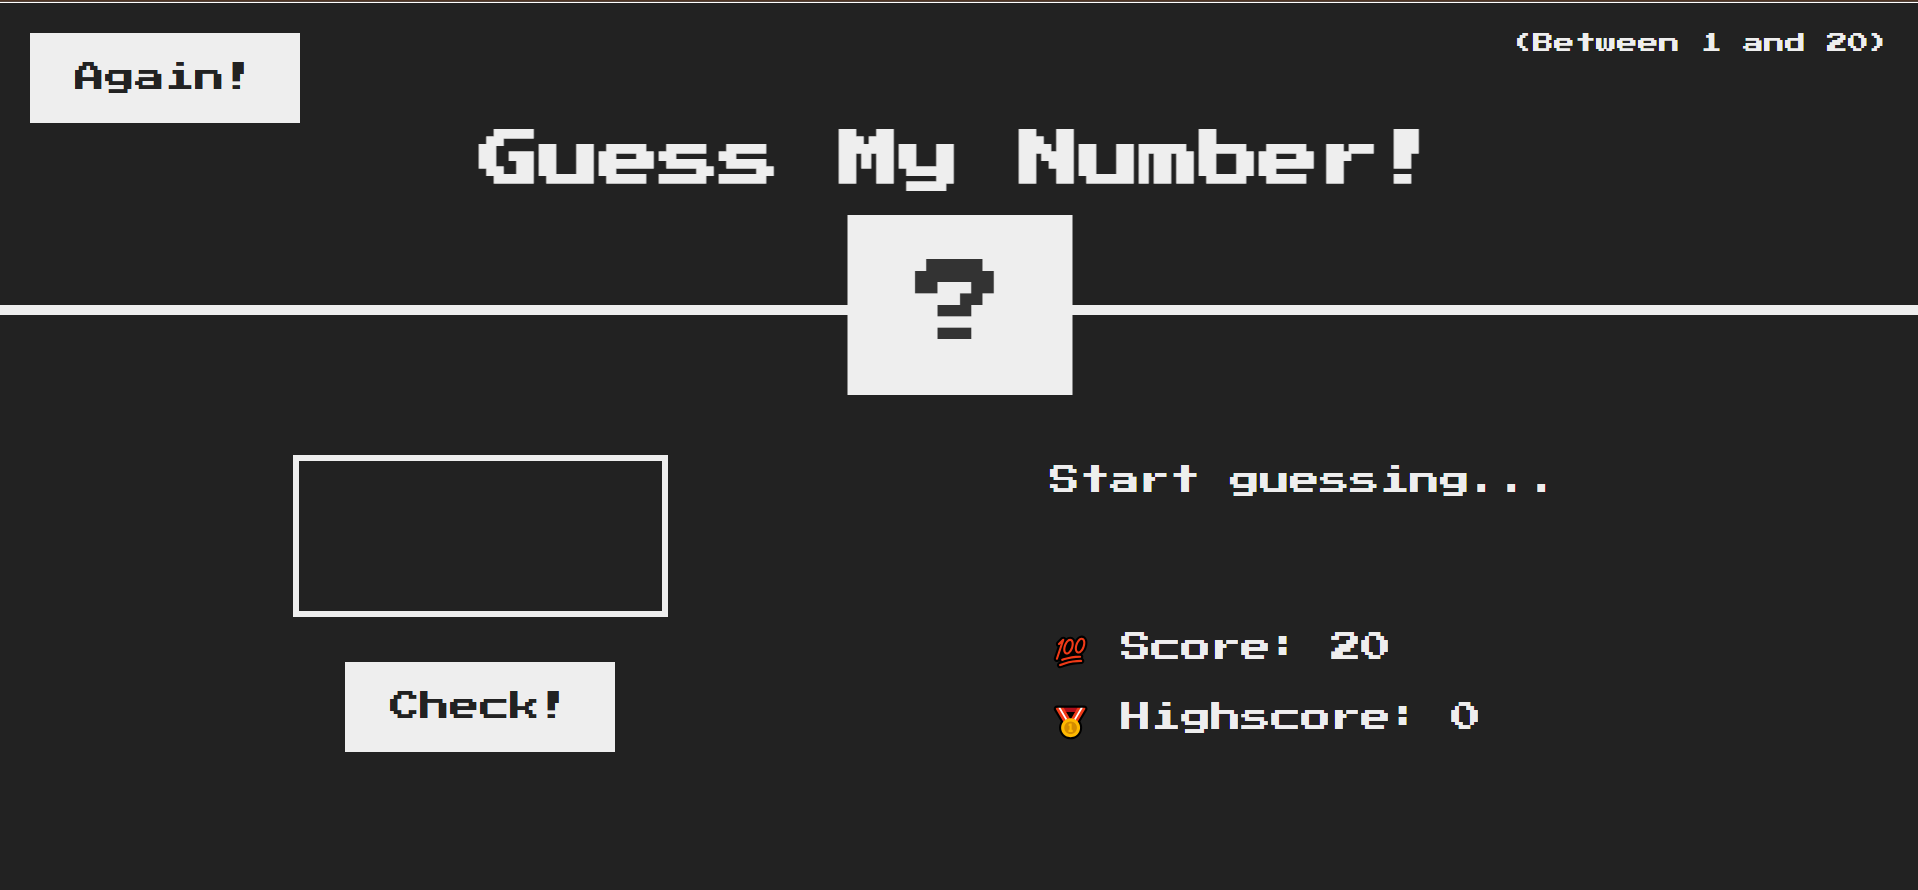 Again!
(Between 1 and 20)
Guess My Number!
?
Start guessing...
Check!
💯 Score: 20
🥇 Highscore: 0